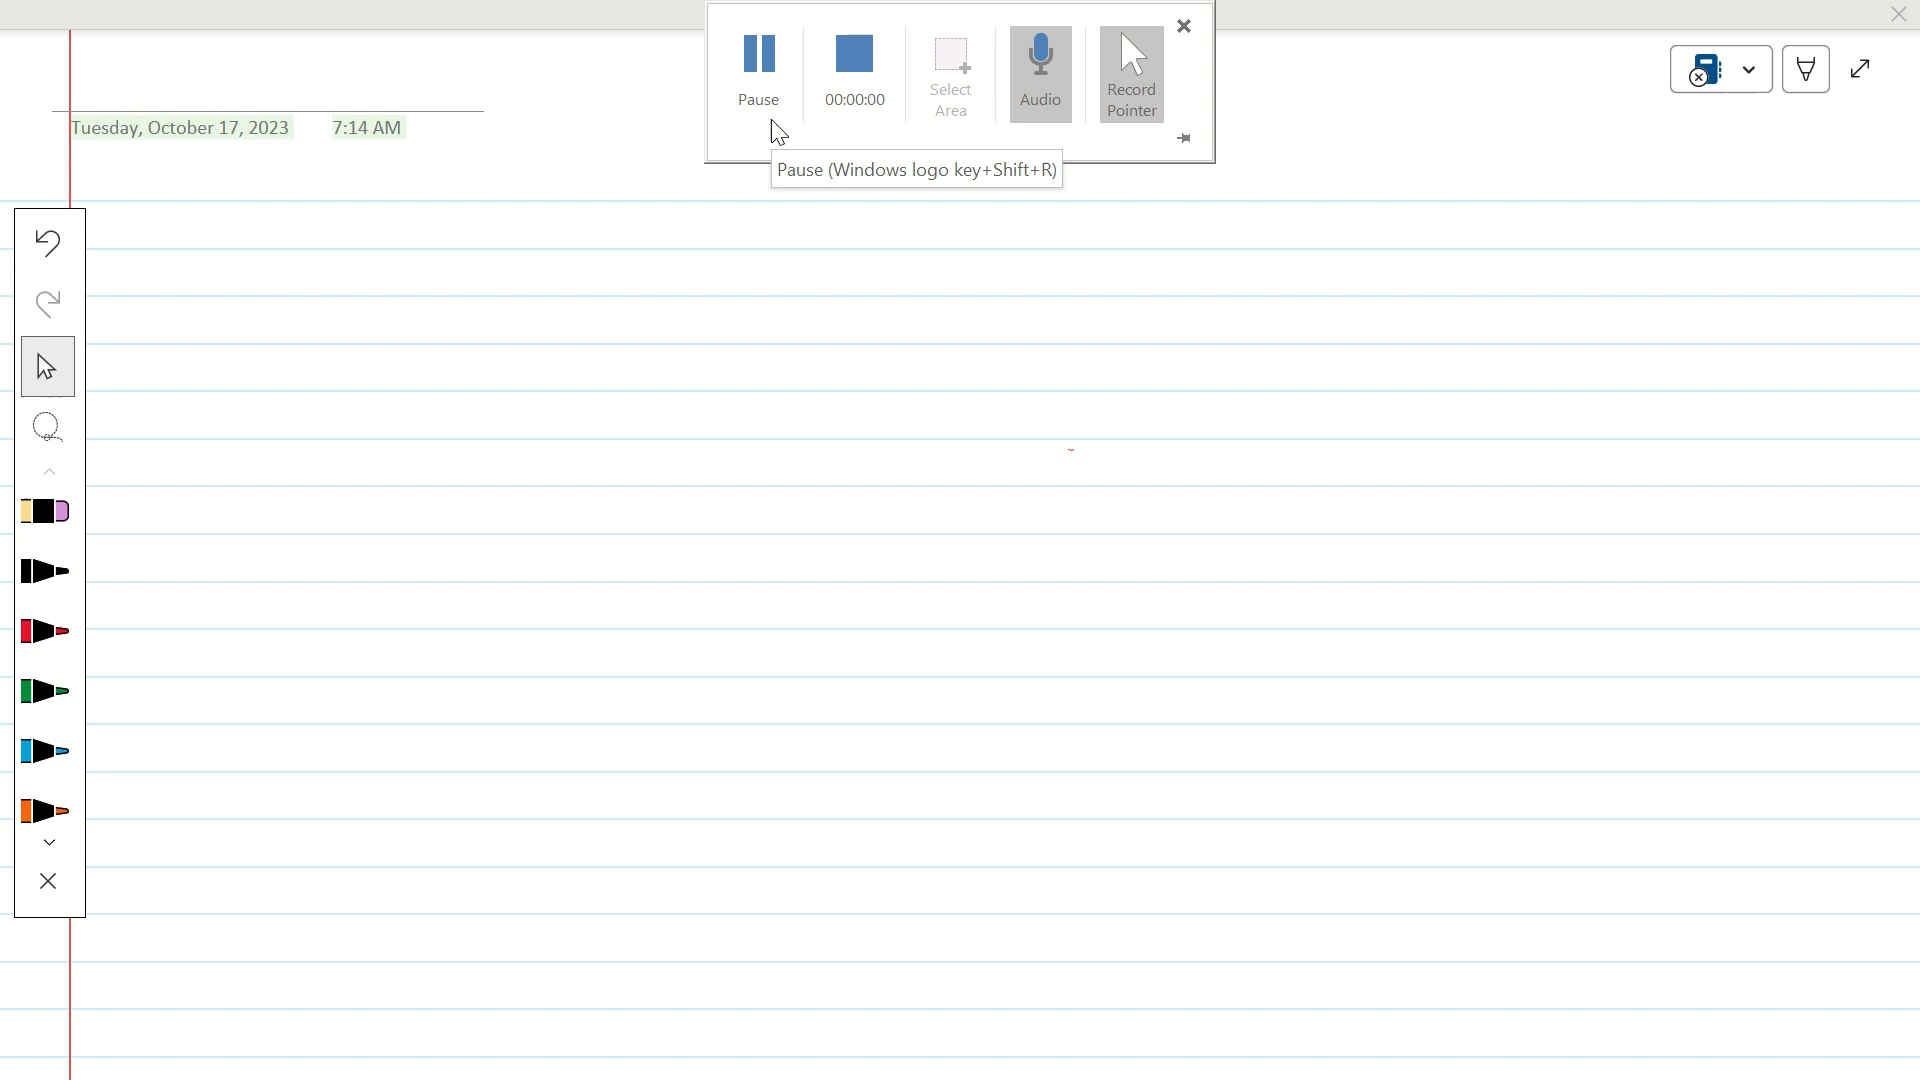 Pause
00:00:00
Select
Area
Audio
Record
Pointer
Tuesday, October 17, 2023 7:14 AM
Pause (Windows logo key+Shift+R)